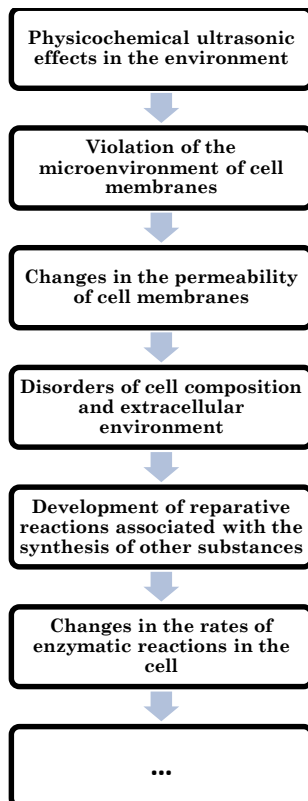 Physicochemical ultrasonic
effects in the environment
Violation of the
microenvironment of cell
membranes
Changes in the permeability
of cell membranes
Disorders of cell composition
and extracellular
environment
Development of reparative
reactions associated with the
synthesis of other substances
Changes in the rates of
enzymatic reactions in the
cell
...